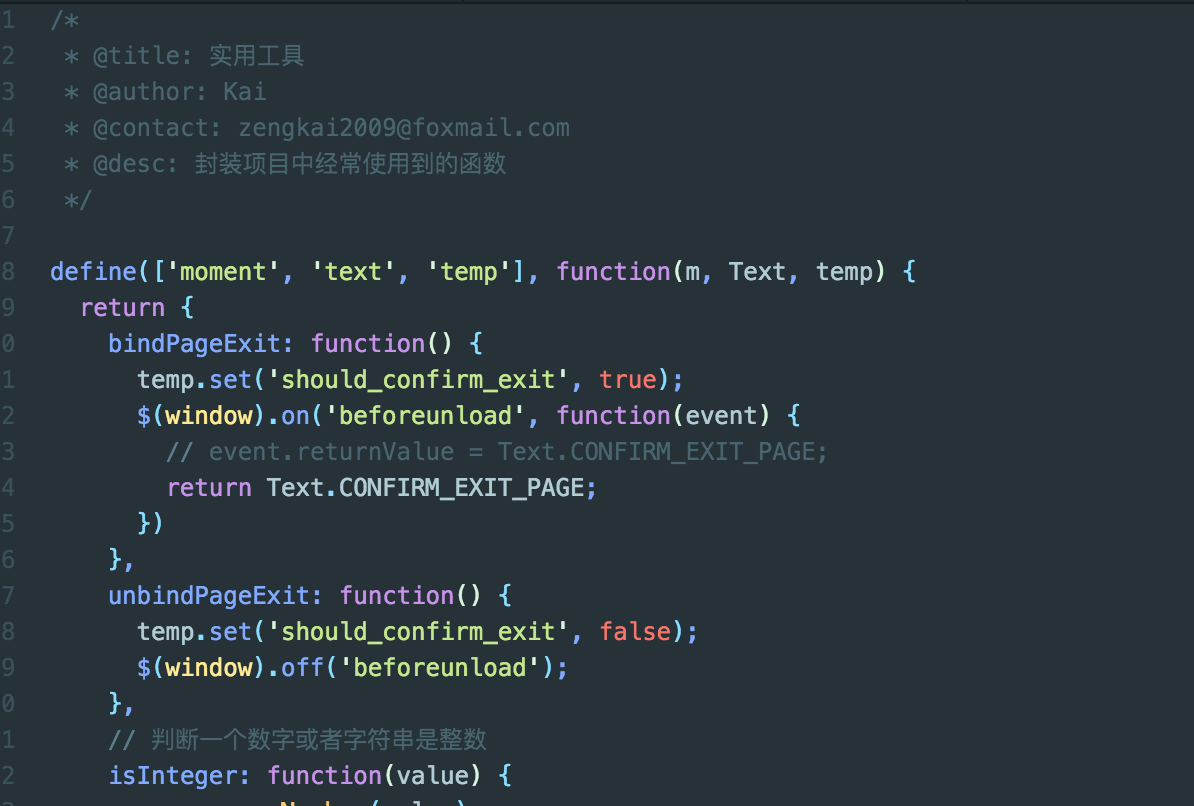 1 /*
2 * @title: 实用工具
3 * @author: Kai
4 * @contact: zengkai2009@foxmail.com
5 * @desc: 封装项目中经常使用到的函数
6 */
7
8 define(['moment', 'text', 'temp'], function(m, Text, temp) {
9 return {
0 bindPageExit: function() {
1 temp.set('should_confirm_exit', true);
2 $(window).on('beforeunload', function(event) {
3 // event.returnValue = Text.CONFIRM_EXIT_PAGE;
4 return Text.CONFIRM_EXIT_PAGE;
5 })
6 },
7 unbindPageExit: function() {
8 temp.set('should_confirm_exit', false);
9 $(window).off('beforeunload');
0 },
1 // 判断一个数字或者字符串是整数
2 isInteger: function(value) {